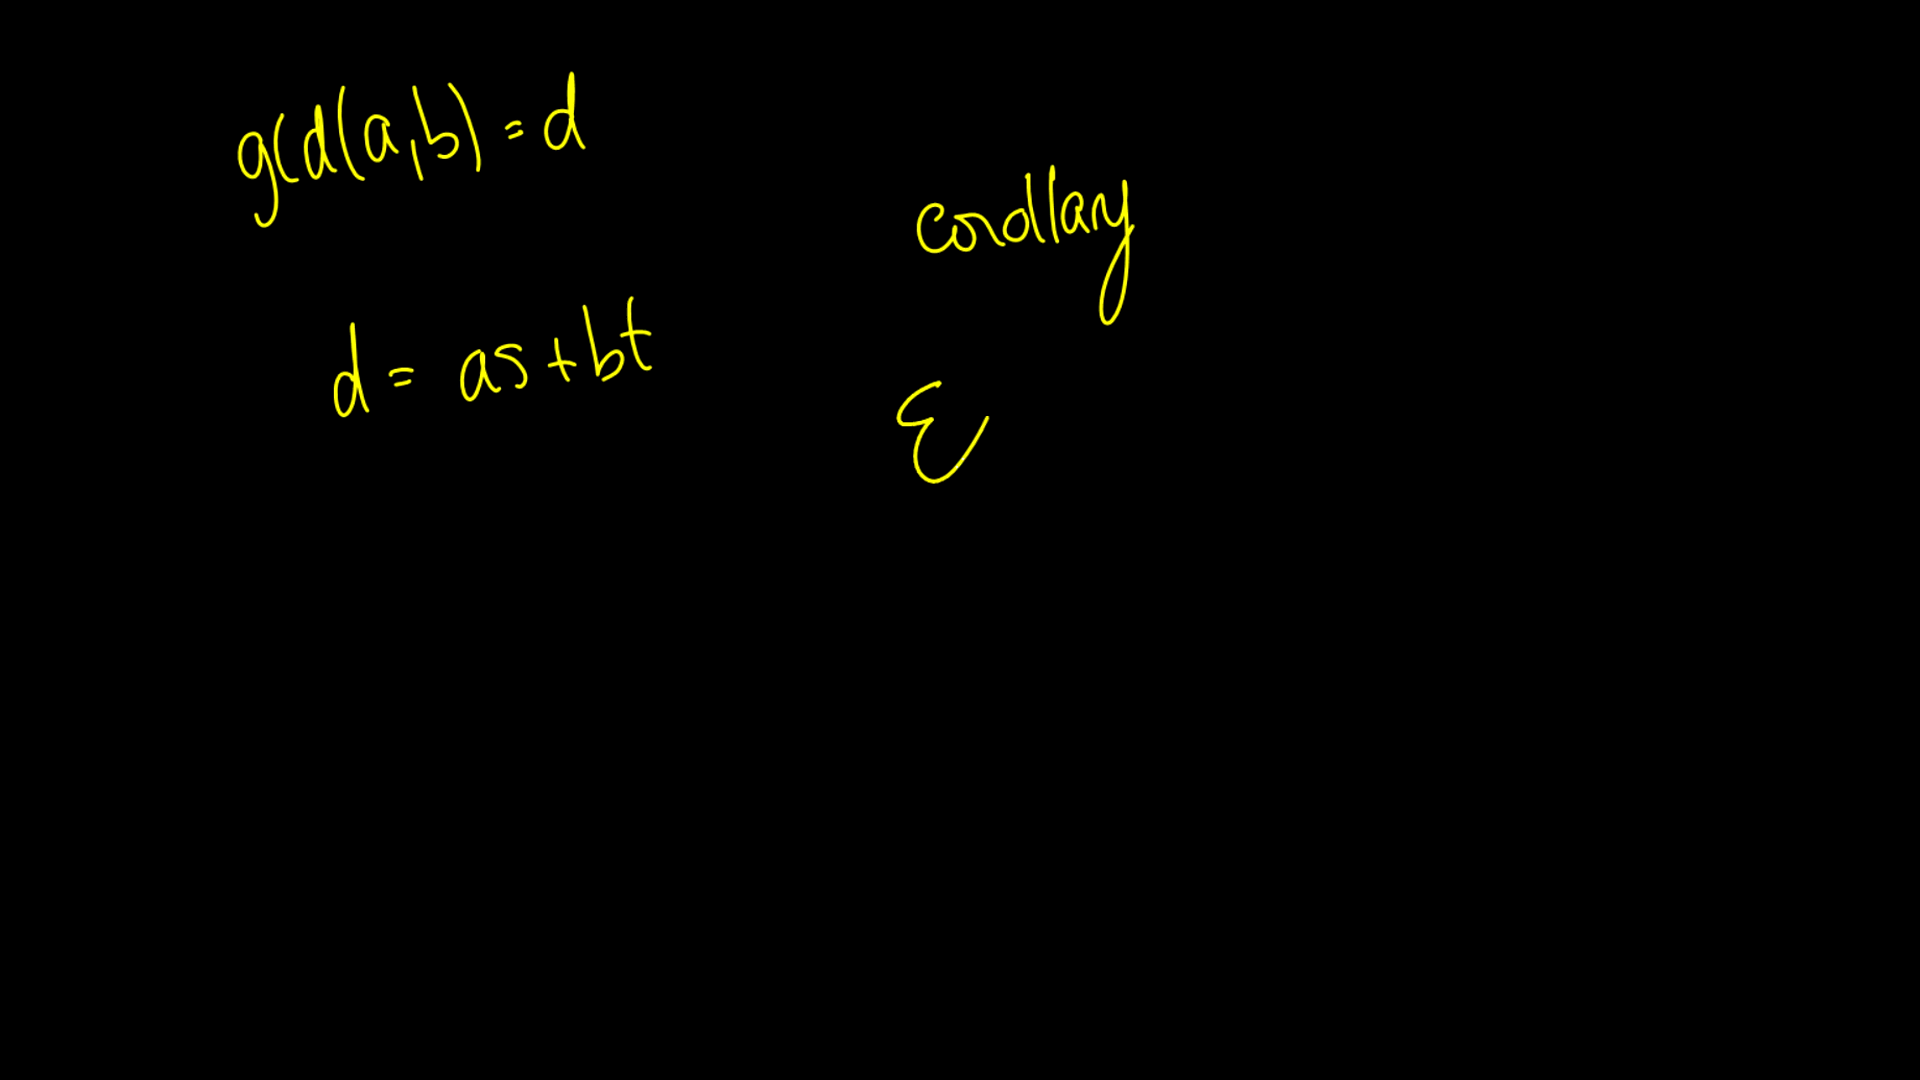 gcd(a,b) = d
corollary
d = as + bt
ε